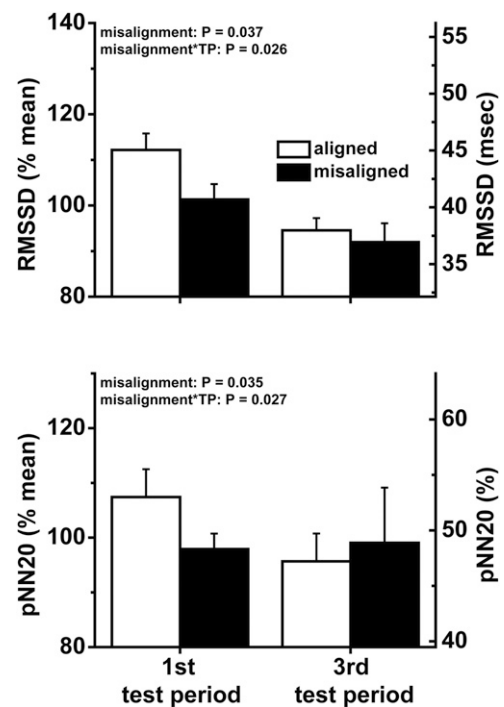 misalignment: P = 0.037
misalignment*TP: P = 0.026
RMSSD (% mean)
140
120
100
80
RMSSD (msec)
55
50
45
40
35
aligned
misaligned
misalignment: P = 0.035
misalignment*TP: P = 0.027
pNN20 (% mean)
120
100
80
pNN20 (%)
60
50
40
1st
test period
3rd
test period